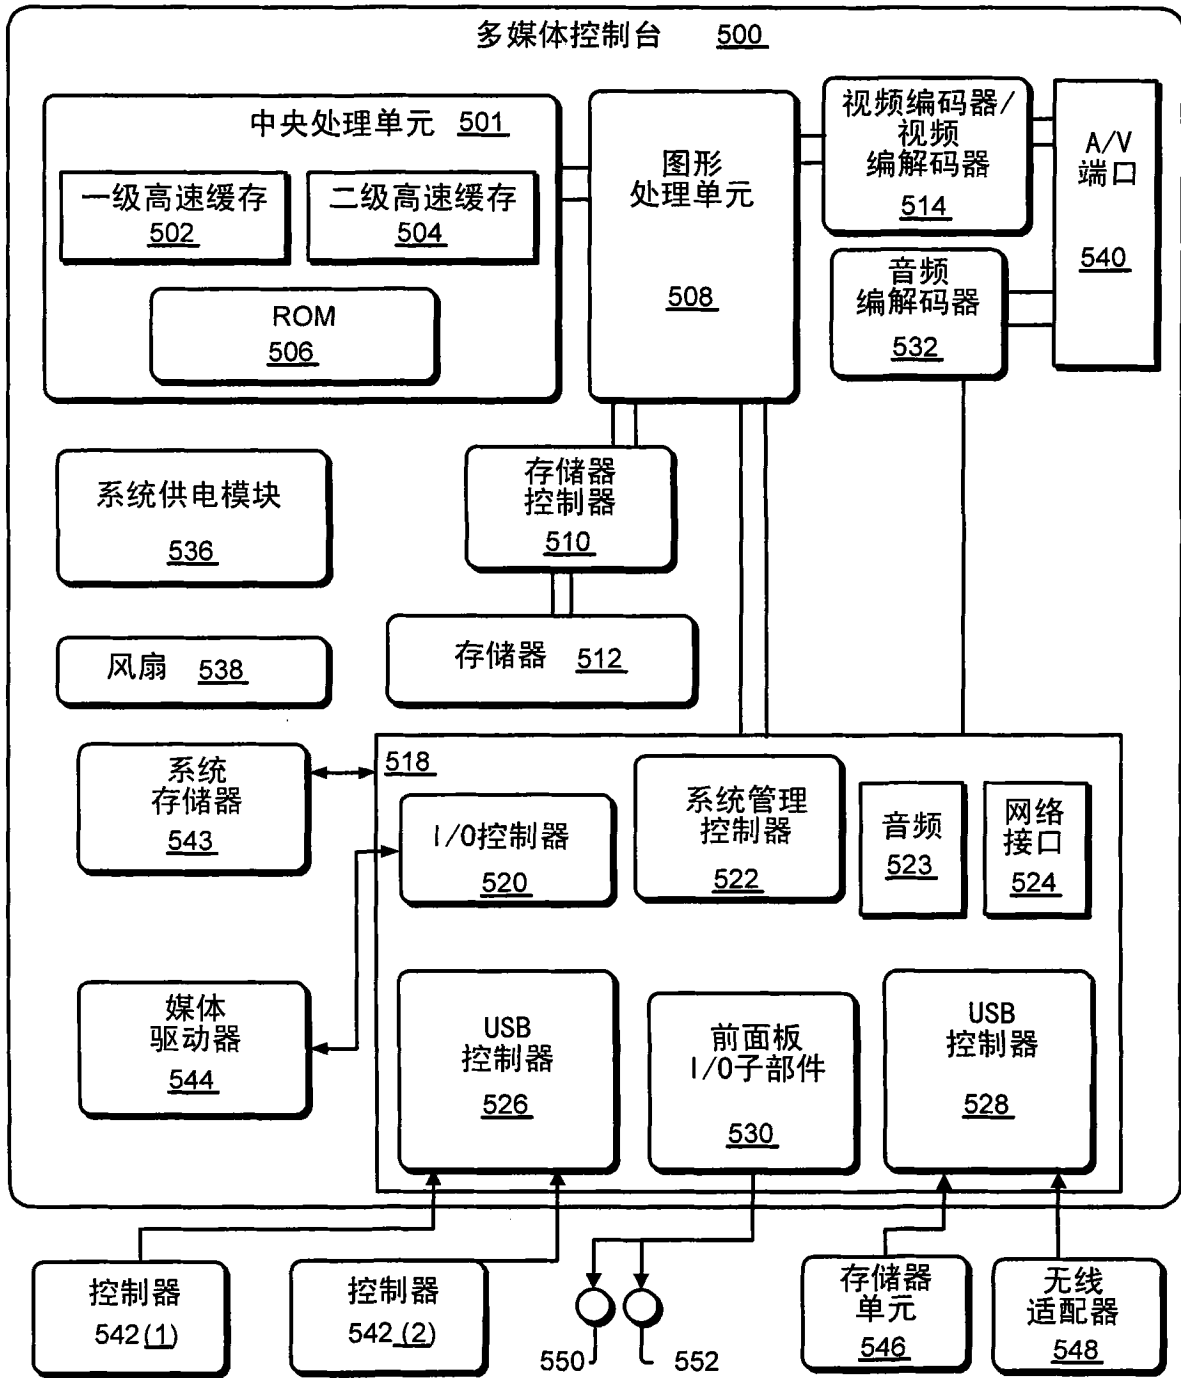 多媒体控制台 500
中央处理单元 501
一级高速缓存
502
二级高速缓存
504
ROM
506
图形
处理单元
508
视频编码器/
视频
编解码器
514
音频
编解码器
532
A/V
端口
540
系统供电模块
536
存储器
控制器
510
风扇 538
存储器 512
系统
存储器
543
518
I/O控制器
520
系统管理
控制器
522
音频
523
网络
接口
524
媒体
驱动器
544
USB
控制器
526
前面板
I/O子部件
530
USB
控制器
528
控制器
542(1)
控制器
542(2)
550
552
存储器
单元
546
无线
适配器
548